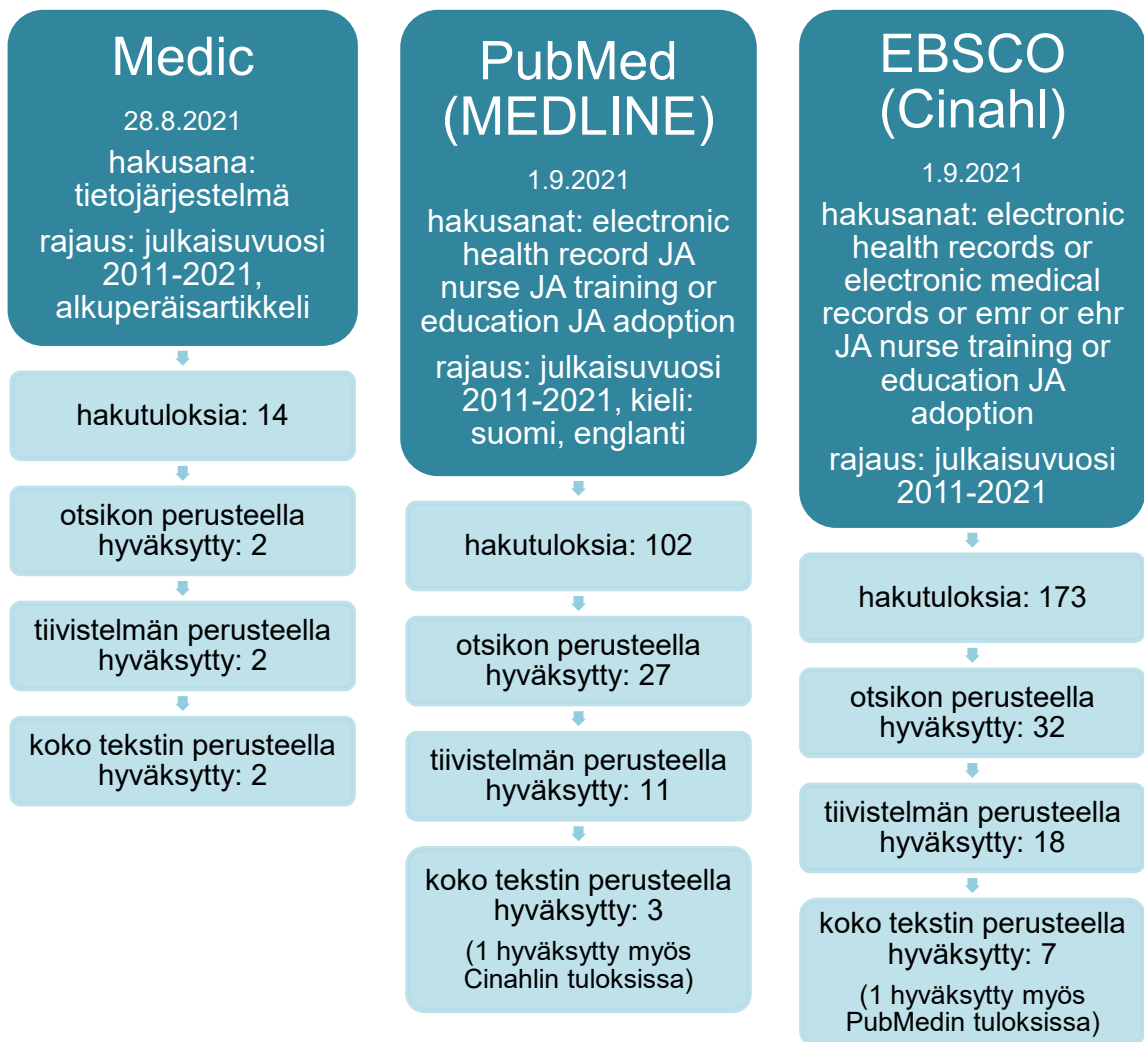 Medic
28.8.2021
hakusana:
tietojärjestelmä
rajaus: julkaisuvuosi
2011-2021,
alkuperäisartikkeli
hakutuloksia: 14
otsikon perusteella
hyväksytty: 2
tiivistelmän perusteella
hyväksytty: 2
koko tekstin perusteella
hyväksytty: 2
PubMed
(MEDLINE)
1.9.2021
hakusanat: electronic
health record JA
nurse JA training or
education JA adoption
rajaus: julkaisuvuosi
2011-2021, kieli:
suomi, englanti
hakutuloksia: 102
otsikon perusteella
hyväksytty: 27
tiivistelmän perusteella
hyväksytty: 11
koko tekstin perusteella
hyväksytty: 3
(1 hyväksytty myös
Cinahlin tuloksissa)
EBSCO
(Cinahl)
1.9.2021
hakusanat: electronic
health records or
electronic medical
records or emr or ehr
JA nurse training or
education JA
adoption
rajaus: julkaisuvuosi
2011-2021
hakutuloksia: 173
otsikon perusteella
hyväksytty: 32
tiivistelmän perusteella
hyväksytty: 18
koko tekstin perusteella
hyväksytty: 7
(1 hyväksytty myös
PubMedin tuloksissa)